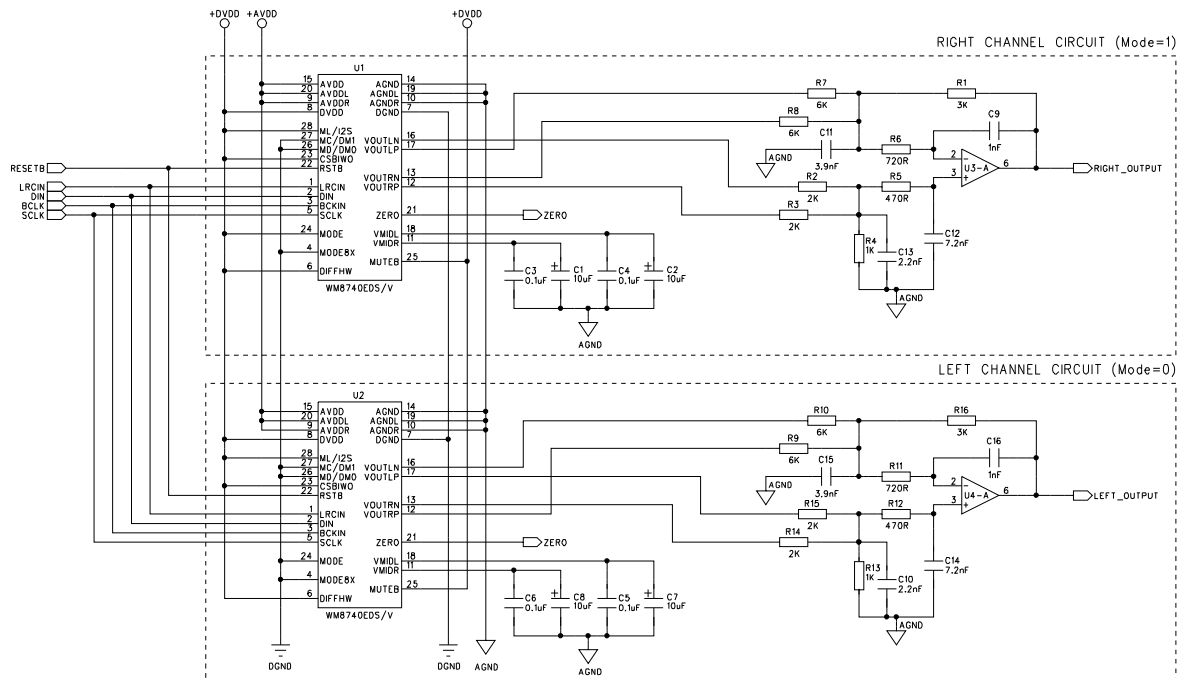 +DVDD +AVDD +DVDD
RIGHT CHANNEL CIRCUIT (Mode=1)
U1
15 AVDD AGND 14
20 AVDDL AGNDL 19
9 AVDDR AGNDR 10
8 DVDD DGND 7
28 ML/I2S
27 MC/DM1 VOUTLN 16
26 MD/DM0 VOUTLP 17
23 CSBIWO
22 RSTB
VOUTRN 13
1 LRCIN VOUTRP 12
2 DIN
3 BCKIN
5 SCLK ZERO 21
24 MODE VMIDL 18
VMIDR 11
4 MODE8X
MUTEB 25
6 DIFFHW
WM8740EDS/V
RESETB
LRCIN
DIN
BCLK
SCLK
ZERO
R7
6K
R1
3K
R8
6K
C9
1nF
C11
3.9nF
AGND
R6
720R
2
U3-A
6
RIGHT_OUTPUT
3
R2
2K
R5
470R
R3
2K
R4
1K
C13
2.2nF
C12
7.2nF
AGND
C3
0.1uF
+
C1
10uF
C4
0.1uF
+
C2
10uF
AGND
LEFT CHANNEL CIRCUIT (Mode=0)
U2
15 AVDD AGND 14
20 AVDDL AGNDL 19
9 AVDDR AGNDR 10
8 DVDD DGND 7
28 ML/I2S
27 MC/DM1 VOUTLN 16
26 MD/DM0 VOUTLP 17
23 CSBIWO
22 RSTB
VOUTRN 13
1 LRCIN VOUTRP 12
2 DIN
3 BCKIN
5 SCLK ZERO 21
24 MODE VMIDL 18
VMIDR 11
4 MODE8X
MUTEB 25
6 DIFFHW
WM8740EDS/V
ZERO
R10
6K
R16
3K
R9
6K
C16
1nF
C15
3.9nF
AGND
R11
720R
2
U4-A
6
LEFT_OUTPUT
3
R15
2K
R12
470R
R14
2K
R13
1K
C10
2.2nF
C14
7.2nF
AGND
C6
0.1uF
+
C8
10uF
C5
0.1uF
+
C7
10uF
DGND DGND AGND AGND